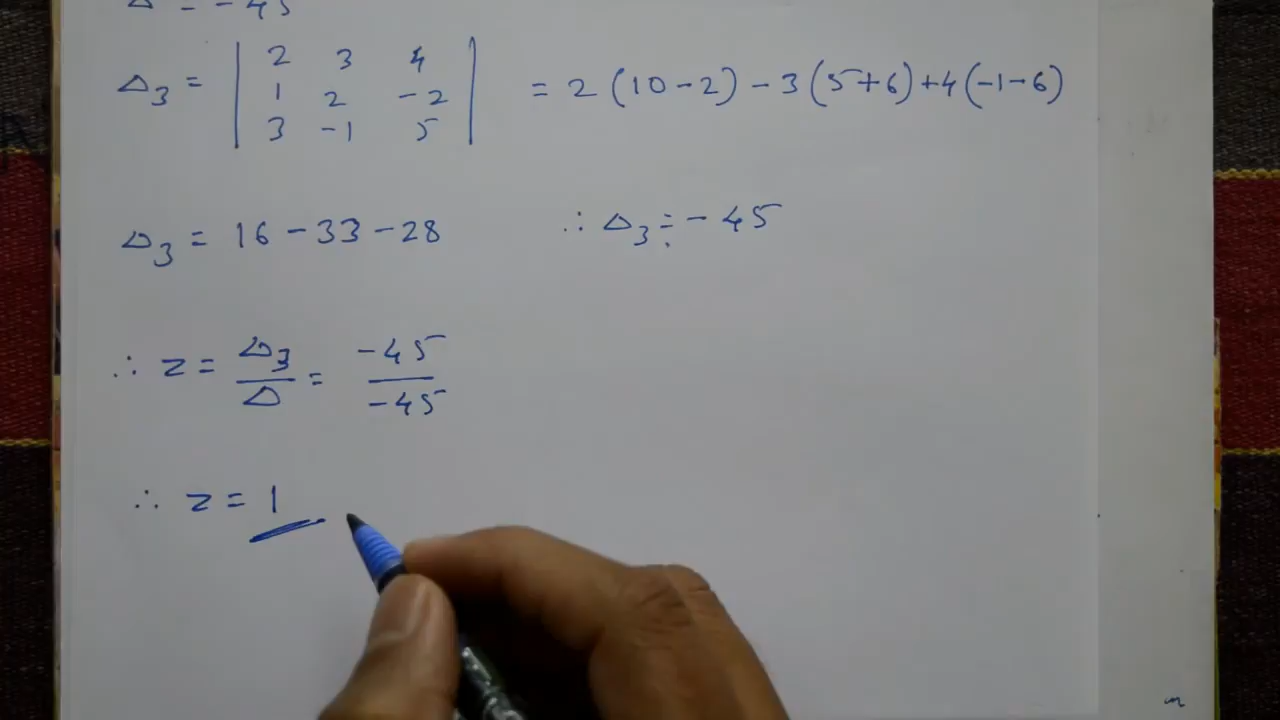 Δ = -45
Δ₃ = | 2 3 4 | = 2(10-2) - 3(5+6) + 4(-1-6)
| 1 2 -2 |
| 3 -1 5 |
Δ₃ = 16 - 33 - 28 ∴ Δ₃ = -45
∴ z = Δ₃/Δ = -45/-45
∴ z = 1